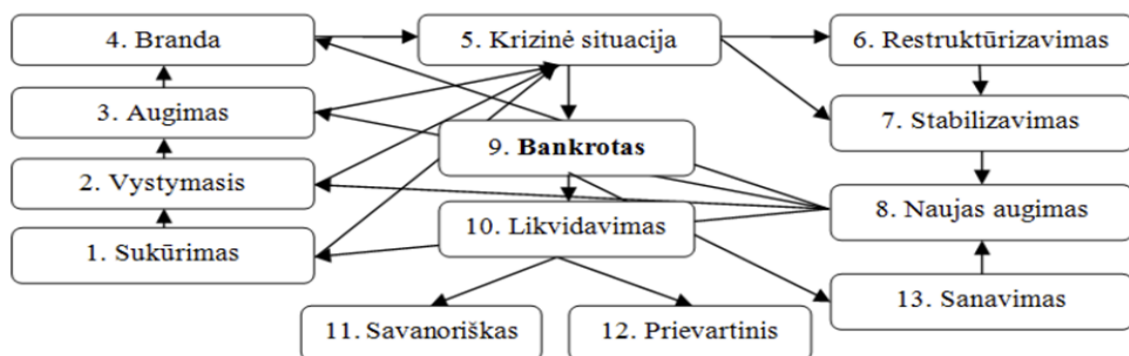 4. Branda
5. Krizinė situacija
6. Restruktūrizavimas
3. Augimas
7. Stabilizavimas
9. Bankrotas
2. Vystymasis
8. Naujas augimas
10. Likvidavimas
1. Sukūrimas
13. Sanavimas
11. Savanoriškas
12. Prievartinis